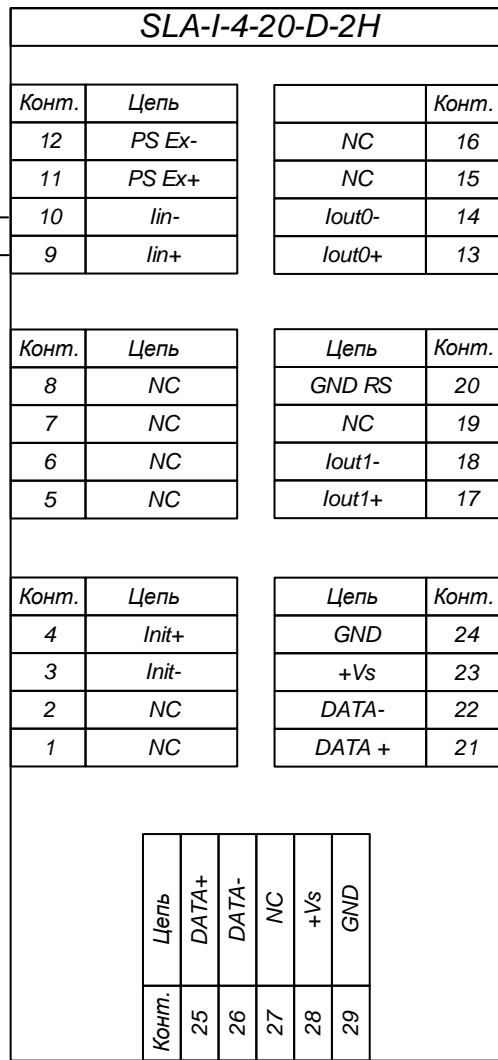 SLA-I-4-20-D-2H
Конт. Цепь
12 PS Ex-
11 PS Ex+
10 Iin-
9 Iin+
Конт.
NC 16
NC 15
Iout0- 14
Iout0+ 13
Конт. Цепь
8 NC
7 NC
6 NC
5 NC
Цепь Конт.
GND RS 20
NC 19
Iout1- 18
Iout1+ 17
Конт. Цепь
4 Init+
3 Init-
2 NC
1 NC
Цепь Конт.
GND 24
+Vs 23
DATA- 22
DATA + 21
Конт. Цепь
25 DATA+
26 DATA-
27 NC
28 +Vs
29 GND